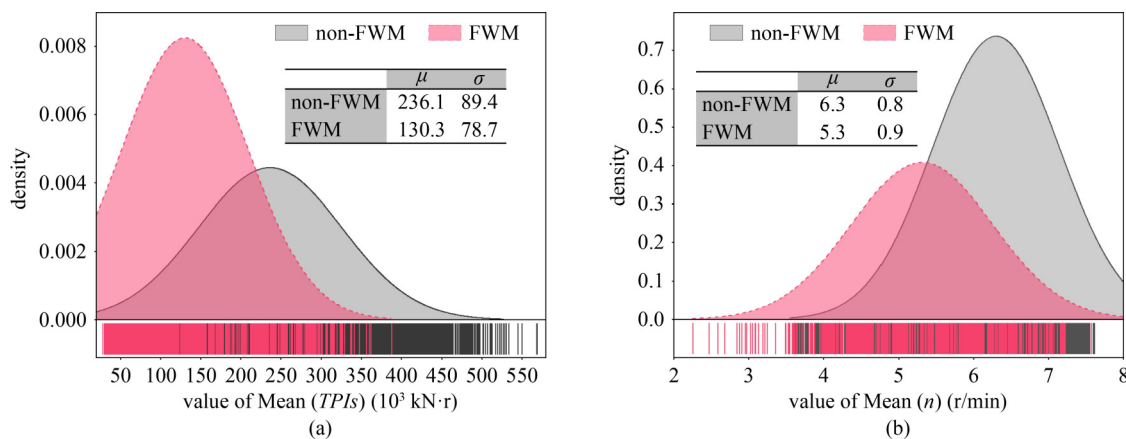 non-FWM FWM
μ σ
non-FWM 236.1 89.4
FWM 130.3 78.7
0.008
0.006
0.004
0.002
0.000
density
50 100 150 200 250 300 350 400 450 500 550
value of Mean (TPIs) (10³ kN·r)
(a)
non-FWM FWM
μ σ
non-FWM 6.3 0.8
FWM 5.3 0.9
0.7
0.6
0.5
0.4
0.3
0.2
0.1
0.0
density
2 3 4 5 6 7 8
value of Mean (n) (r/min)
(b)